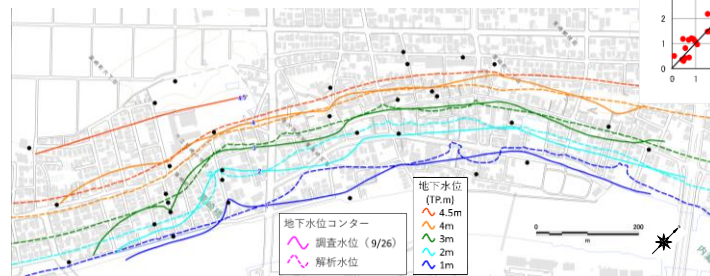 2
1
0
0
1
4.5
4
3
2
地下水位コンター
調査水位（9/26）
解析水位
地下水位
(TP.m)
4.5m
4m
3m
2m
1m
0
200
m